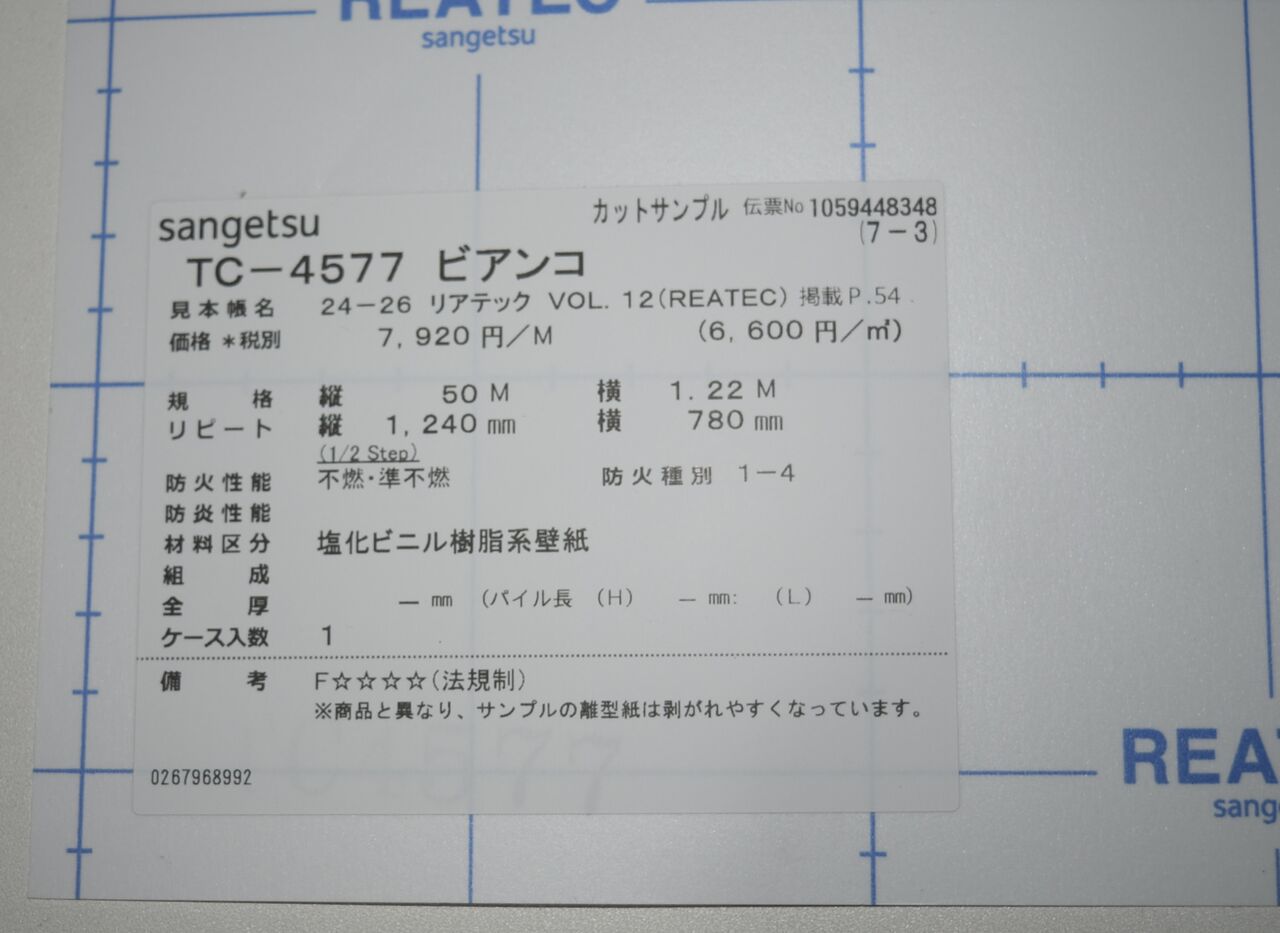 REATEC
sangetsu
sangetsu カットサンプル 伝票No 1059448348
(7-3)
TC-4577 ビアンコ
見本帳名 24-26 リアテック VOL. 12(REATEC) 掲載P.54
価格 *税別 7, 920 円/M (6, 600 円/㎡)
規格 縦 50 M 横 1. 22 M
リピート 縦 1, 240 ㎜ 横 780 ㎜
(1/2 Step)
防火性能 不燃・準不燃 防火種別 1-4
防炎性能
材料区分 塩化ビニル樹脂系壁紙
組成
全厚 - ㎜ (パイル長 (H) - ㎜: (L) - ㎜)
ケース入数 1
備考 F☆☆☆☆(法規制)
※商品と異なり、サンプルの離型紙は剥がれやすくなっています。
0267968992
REAT
sang